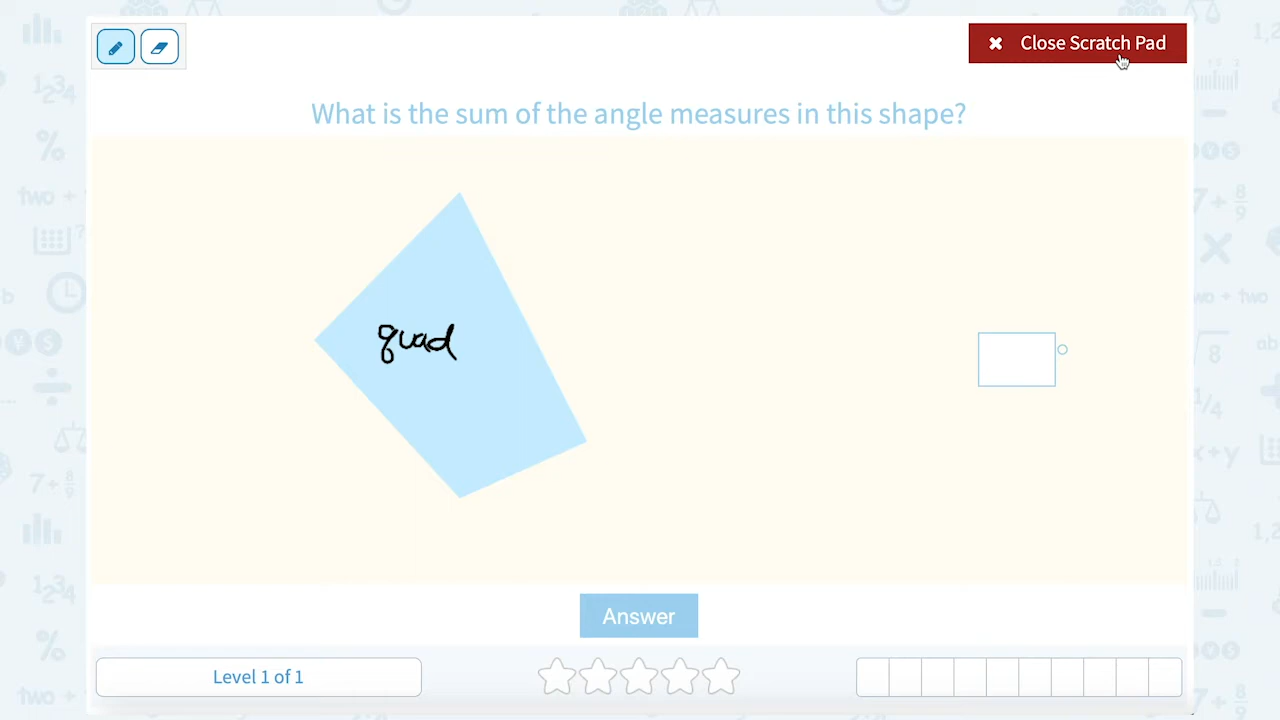 ✖ Close Scratch Pad
What is the sum of the angle measures in this shape?
quad
°
Answer
Level 1 of 1